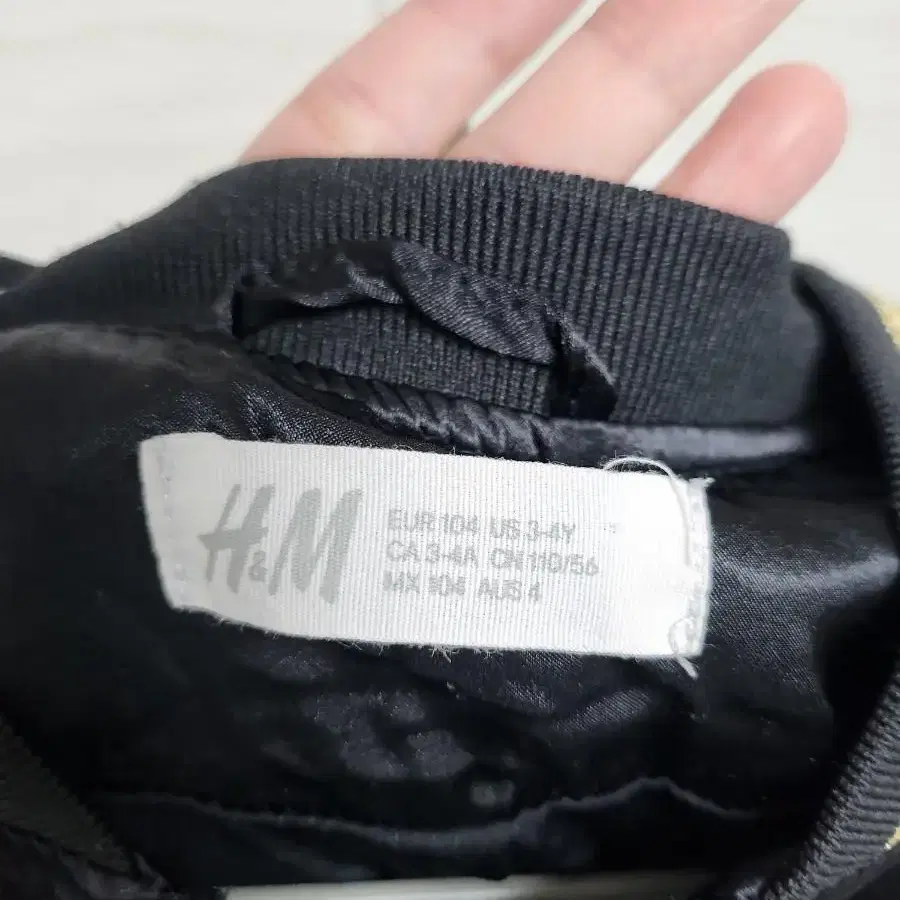 H&M
EUR 104 US 3-4Y
CA 3-4A CN 110/56
MX 104 AUS 4